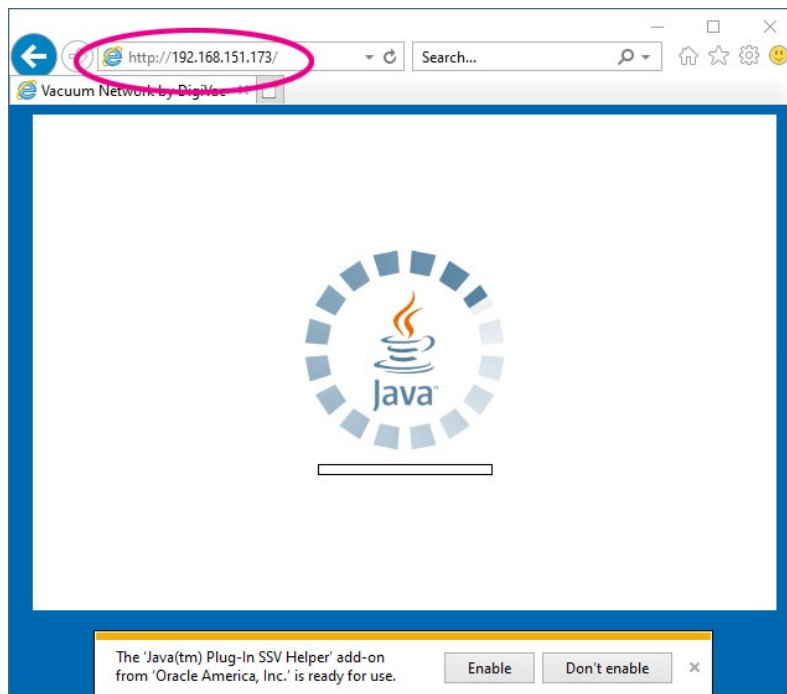 http://192.168.151.173/
Search...
Vacuum Network by DigiVac
Java™
The 'Java(tm) Plug-In SSV Helper' add-on
from 'Oracle America, Inc.' is ready for use.
Enable
Don't enable